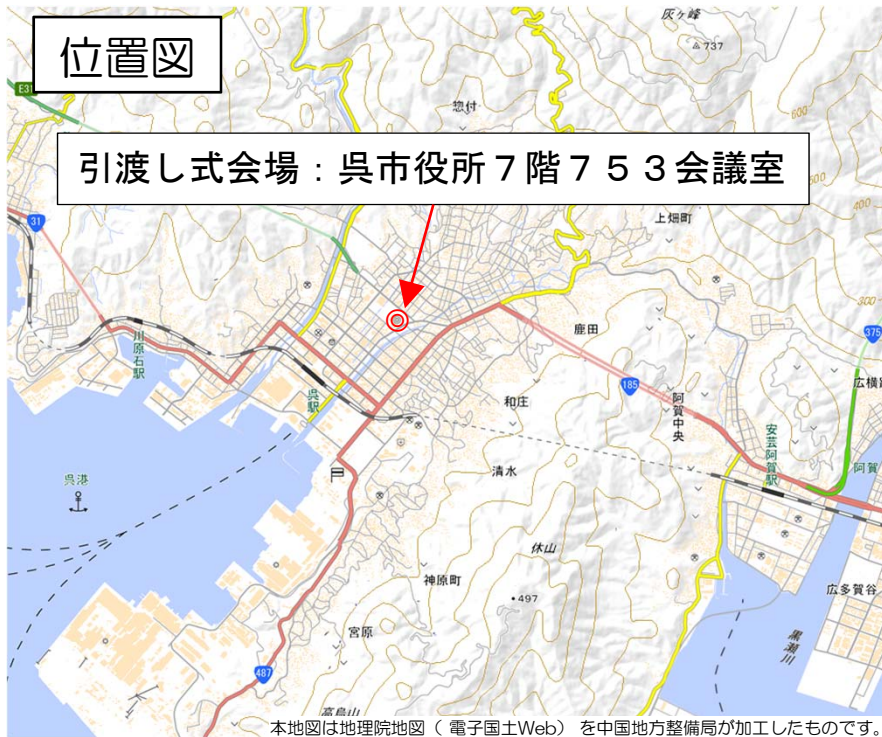 位置図
灰ヶ峰
737
E31
惣付
引渡し式会場：呉市役所７階７５３会議室
600
500
400
上畑町
31
300
鹿田
375
川原石駅
広横路
185
呉駅
和庄
阿賀中央
安芸阿賀駅
阿賀
清水
呉港
休山
神原町
497
広多賀谷
宮原
黒瀬川
487
高烏山
本地図は地理院地図（ 電子国土Web） を中国地方整備局が加工したものです。